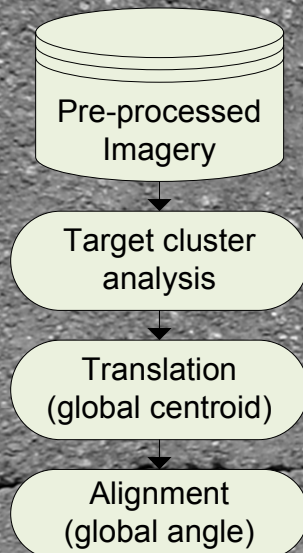 Pre-processed
Imagery
Target cluster
analysis
Translation
(global centroid)
Alignment
(global angle)